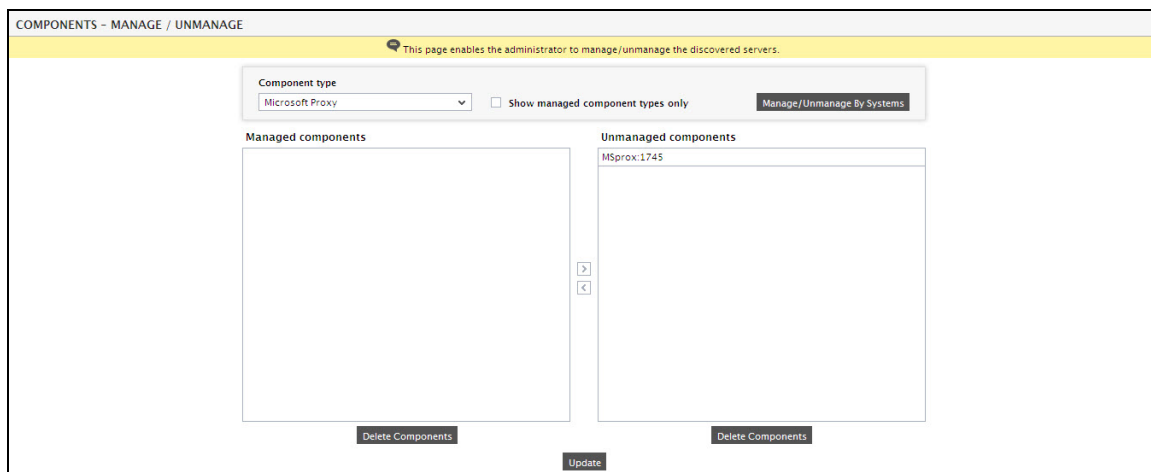 COMPONENTS - MANAGE / UNMANAGE
This page enables the administrator to manage/unmanage the discovered servers.
Component type
Microsoft Proxy
Show managed component types only
Manage/Unmanage By Systems
Managed components
Unmanaged components
MSprox:1745
>
<
Delete Components
Delete Components
Update